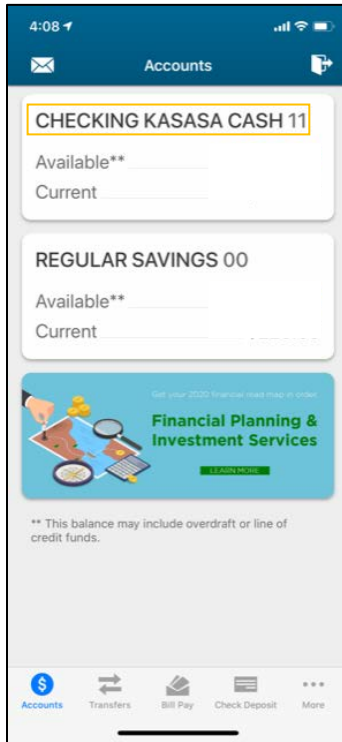 4:08
Accounts
CHECKING KASASA CASH 11
Available**
Current
REGULAR SAVINGS 00
Available**
Current
Get your 2020 financial road map in order.
Financial Planning &
Investment Services
LEARN MORE
** This balance may include overdraft or line of
credit funds.
Accounts Transfers Bill Pay Check Deposit More